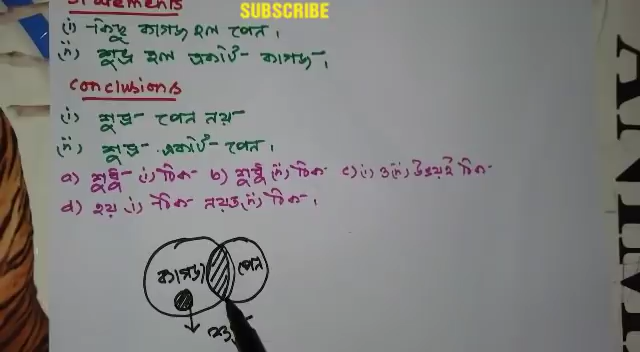 SUBSCRIBE
Statements
(i) কিছু কাগজ হল পেন।
(ii) হল একটি কাগজ।
Conclusions
(i) পেন নয়
(ii) একটি পেন।
a) শুধু (i) ঠিক b) শুধু (ii) ঠিক c) (i) ও (ii) উভয়ই ঠিক
d) হয় (i) ঠিক নয়ত (ii) ঠিক।
কাগজ পেন